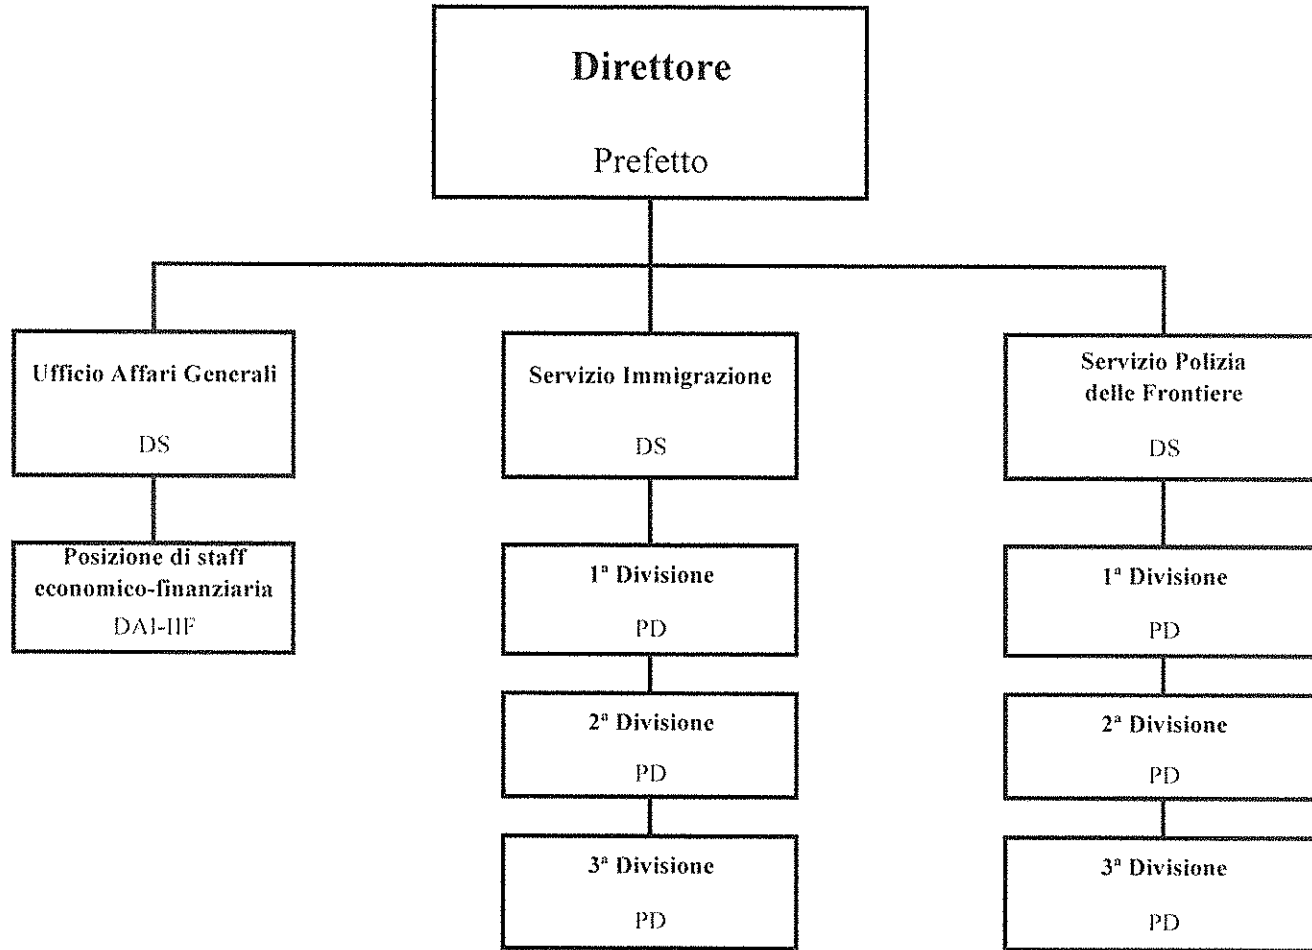 Direttore
Prefetto
Ufficio Affari Generali
DS
Posizione di staff
economico-finanziaria
DAI-IIF
Servizio Immigrazione
DS
1ª Divisione
PD
2ª Divisione
PD
3ª Divisione
PD
Servizio Polizia
delle Frontiere
DS
1ª Divisione
PD
2ª Divisione
PD
3ª Divisione
PD